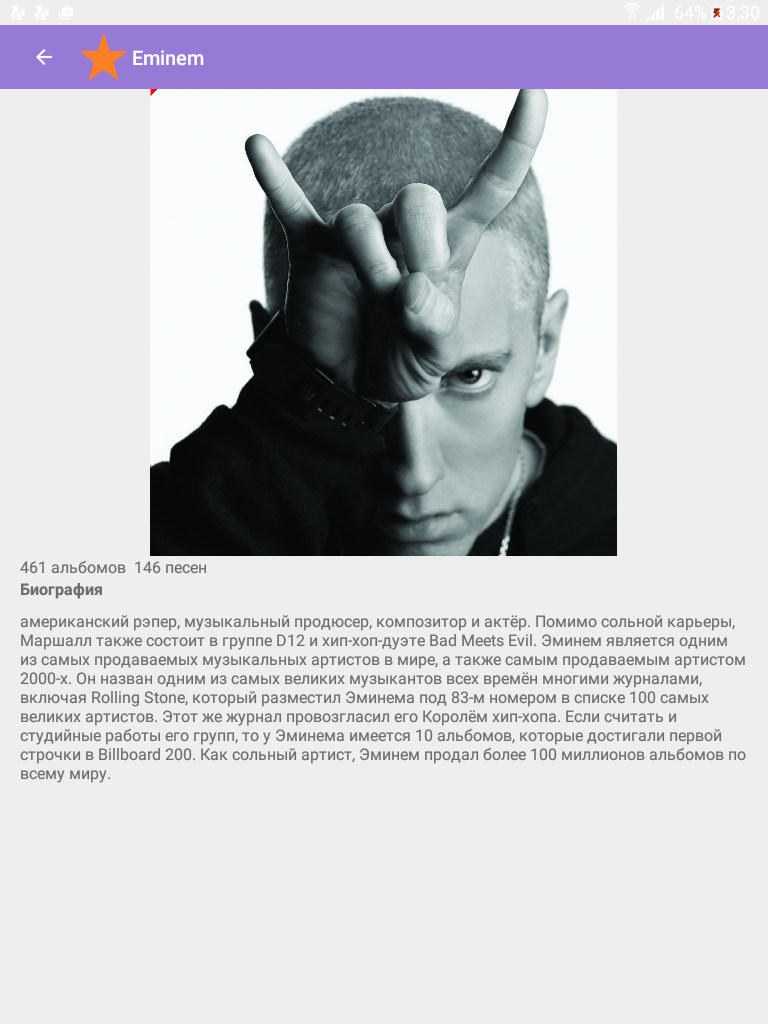 64% 3:30
Eminem
461 альбомов 146 песен
Биография
американский рэпер, музыкальный продюсер, композитор и актёр. Помимо сольной карьеры,
Маршалл также состоит в группе D12 и хип-хоп-дуэте Bad Meets Evil. Эминем является одним
из самых продаваемых музыкальных артистов в мире, а также самым продаваемым артистом
2000-х. Он назван одним из самых великих музыкантов всех времён многими журналами,
включая Rolling Stone, который разместил Эминема под 83-м номером в списке 100 самых
великих артистов. Этот же журнал провозгласил его Королём хип-хопа. Если считать и
студийные работы его групп, то у Эминема имеется 10 альбомов, которые достигали первой
строчки в Billboard 200. Как сольный артист, Эминем продал более 100 миллионов альбомов по
всему миру.